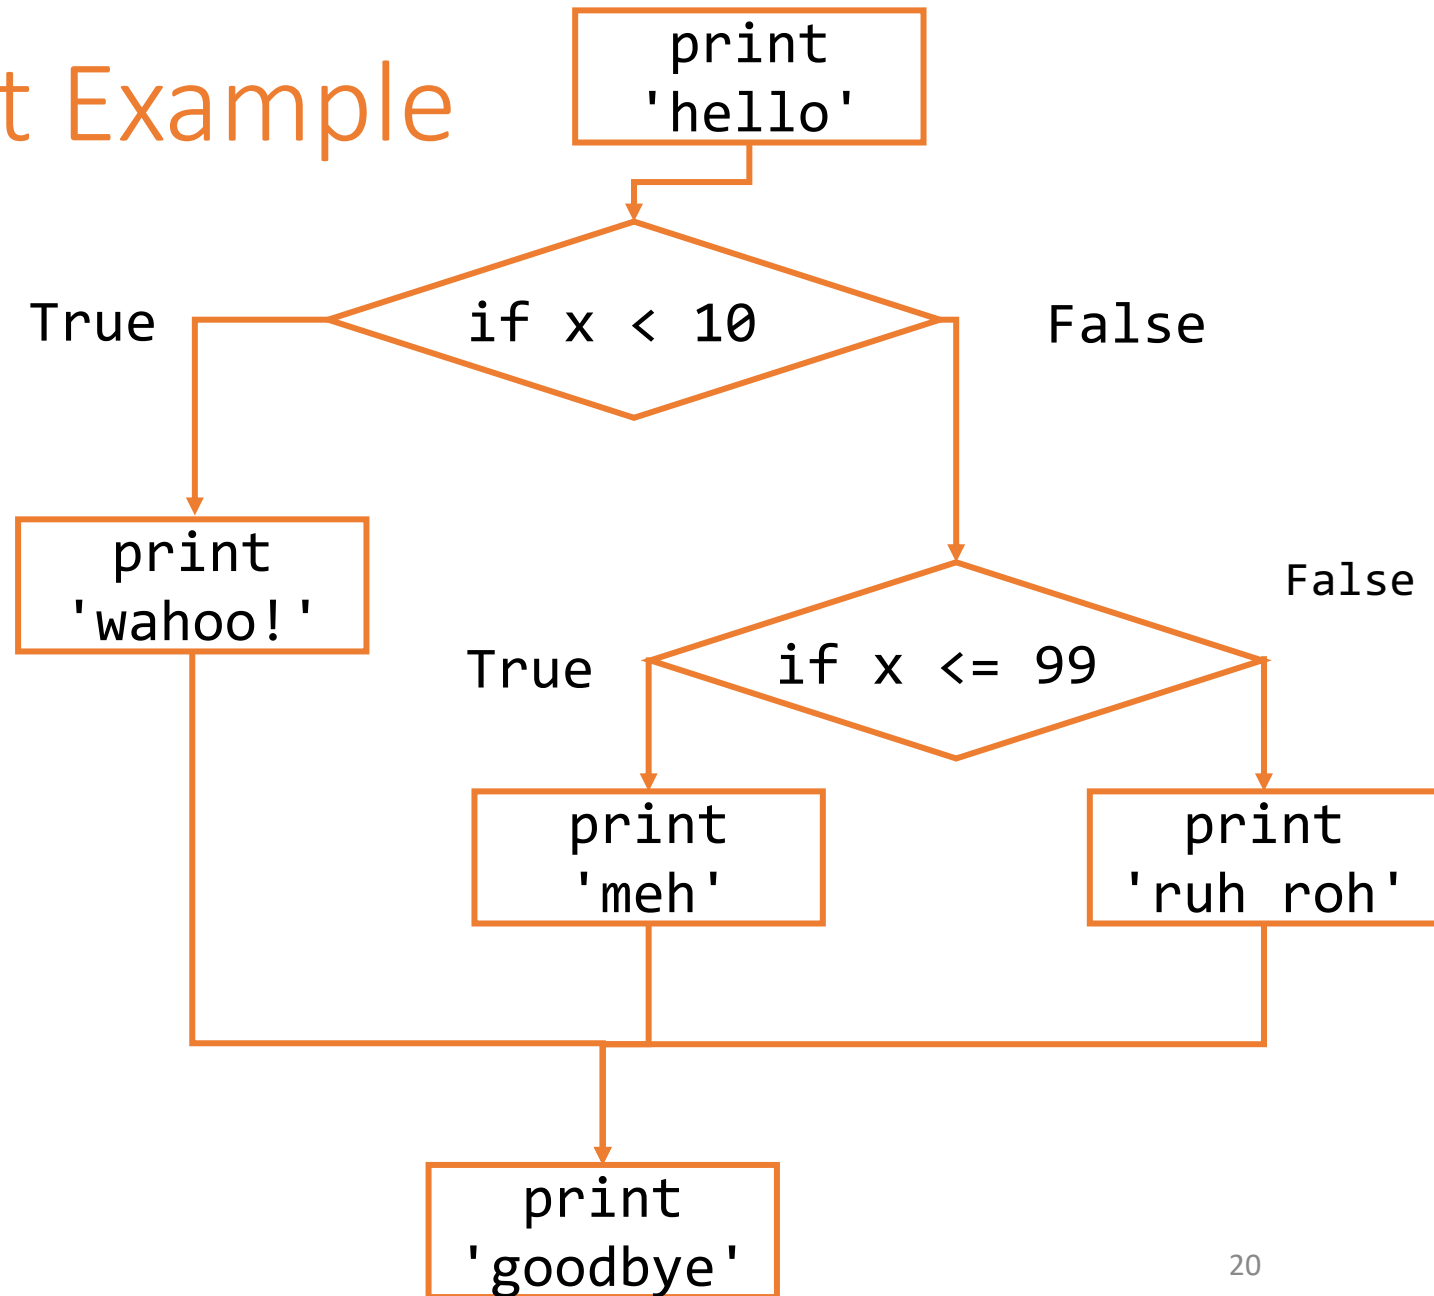 t Example
print
'hello'
True
if x < 10
False
print
'wahoo!'
False
True
if x <= 99
print
'meh'
print
'ruh roh'
print
'goodbye'
20